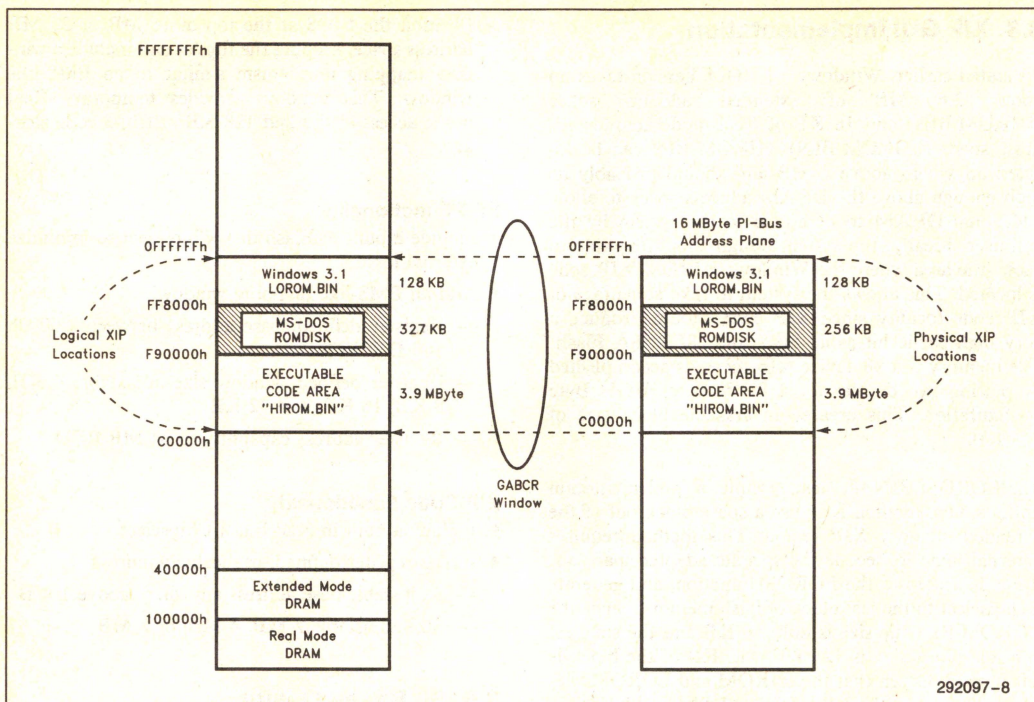 FFFFFFFFh
0FFFFFFh
Windows 3.1
LOROM.BIN
128 KB
FF8000h
MS-DOS
ROMDISK
327 KB
F90000h
EXECUTABLE
CODE AREA
"HIROM.BIN"
3.9 MByte
C0000h
Logical XIP
Locations
40000h
Extended Mode
DRAM
100000h
Real Mode
DRAM
GABCR
Window
16 MByte PI-Bus
Address Plane
0FFFFFFh
Windows 3.1
LOROM.BIN
128 KB
FF8000h
MS-DOS
ROMDISK
256 KB
F90000h
EXECUTABLE
CODE AREA
"HIROM.BIN"
3.9 MByte
C0000h
Physical XIP
Locations
292097-8